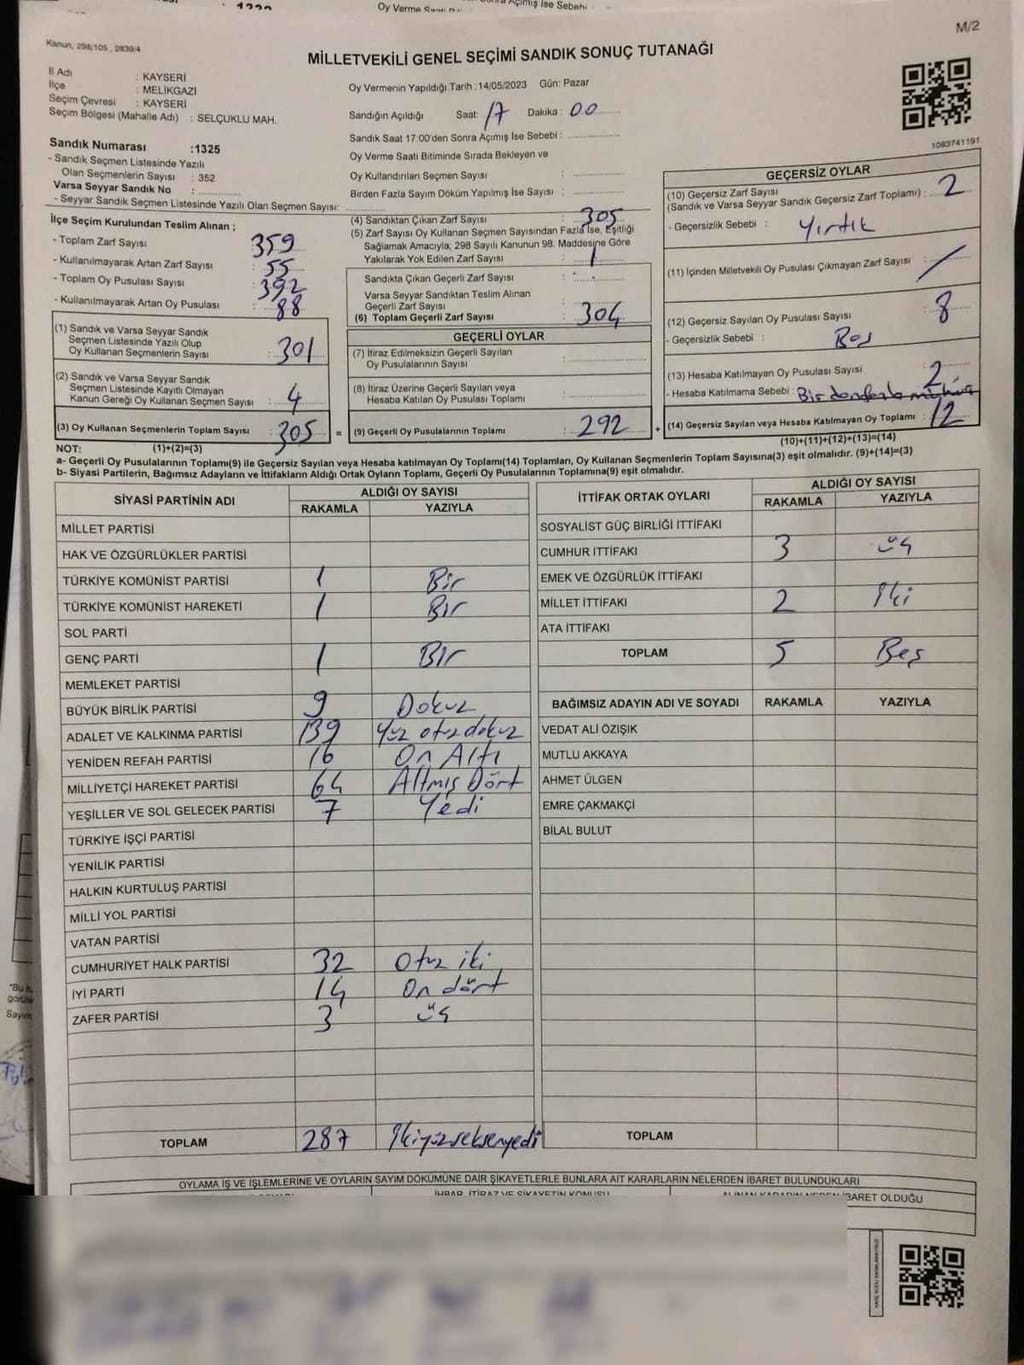 Oy Verme
Açmış İse Sebebi
M/2
Kanun, 298/105 , 2839/4
MİLLETVEKİLİ GENEL SEÇİMİ SANDIK SONUÇ TUTANAĞI
İl Adı : KAYSERİ
İlçe : MELİKGAZİ
Seçim Çevresi : KAYSERİ
Seçim Bölgesi (Mahalle Adı) : SELÇUKLU MAH.
Sandık Numarası :1325
- Sandık Seçmen Listesinde Yazılı
Olan Seçmenlerin Sayısı : 352
Varsa Seyyar Sandık No :
- Seyyar Sandık Seçmen Listesinde Yazılı Olan Seçmen Sayısı:
Oy Vermenin Yapıldığı Tarih :14/05/2023 Gün: Pazar
Sandığın Açıldığı Saat: 17 Dakika : 00
Sandık Saat 17:00'den Sonra Açımış İse Sebebi :
Oy Verme Saati Bitiminde Sırada Bekleyen ve
Oy Kullandırılan Seçmen Sayısı :
Birden Fazla Sayım Döküm Yapılmış İse Sayısı :
1083741191
İlçe Seçim Kurulundan Teslim Alınan ;
- Toplam Zarf Sayısı : 359
- Kullanılmayarak Artan Zarf Sayısı : 55
- Toplam Oy Pusulası Sayısı : 392
- Kullanılmayarak Artan Oy Pusulası : 88
(1) Sandık ve Varsa Seyyar Sandık
Seçmen Listesinde Yazılı Olup
Oy Kullanan Seçmenlerin Sayısı : 301
(2) Sandık ve Varsa Seyyar Sandık
Seçmen Listesinde Kayıtlı Olmayan
Kanun Gereği Oy Kullanan Seçmen Sayısı : 4
(3) Oy Kullanan Seçmenlerin Toplam Sayısı : 305 =
(4) Sandıktan Çıkan Zarf Sayısı : 305
(5) Zarf Sayısı Oy Kullanan Seçmen Sayısından Fazla İse, Eşitliği
Sağlamak Amacıyla; 298 Sayılı Kanunun 98. Maddesine Göre
Yakılarak Yok Edilen Zarf Sayısı : 1
Sandıkta Çıkan Geçerli Zarf Sayısı :
Varsa Seyyar Sandıktan Teslim Alınan
Geçerli Zarf Sayısı :
(6) Toplam Geçerli Zarf Sayısı : 304
GEÇERLİ OYLAR
(7) İtiraz Edilmeksizin Geçerli Sayılan
Oy Pusulalarının Sayısı :
(8) İtiraz Üzerine Geçerli Sayılan veya
Hesaba Katılan Oy Pusulası Toplamı :
(9) Geçerli Oy Pusulalarının Toplamı : 292 +
GEÇERSİZ OYLAR
(10) Geçersiz Zarf Sayısı
(Sandık ve Varsa Seyyar Sandık Geçersiz Zarf Toplamı) : 2
- Geçersizlik Sebebi : Yırtık
(11) İçinden Milletvekili Oy Pusulası Çıkmayan Zarf Sayısı : /
(12) Geçersiz Sayılan Oy Pusulası Sayısı : 8
- Geçersizlik Sebebi : Boş
(13) Hesaba Katılmayan Oy Pusulası Sayısı : 2
- Hesaba Katılmama Sebebi : Birdenfazla mühür
(14) Geçersiz Sayılan veya Hesaba Katılmayan Oy Toplamı : 12
NOT: (1)+(2)=(3)
(10)+(11)+(12)+(13)=(14)
a- Geçerli Oy Pusulalarının Toplamı(9) ile Geçersiz Sayılan veya Hesaba katılmayan Oy Toplamı(14) Toplamları, Oy Kullanan Seçmenlerin Toplam Sayısına(3) eşit olmalıdır. (9)+(14)=(3)
b- Siyasi Partilerin, Bağımsız Adayların ve İttifakların Aldığı Ortak Oyların Toplamı, Geçerli Oy Pusulalarının Toplamına(9) eşit olmalıdır.
SİYASİ PARTİNİN ADI ALDIĞI OY SAYISI
RAKAMLA YAZIYLA
MİLLET PARTİSİ
HAK VE ÖZGÜRLÜKLER PARTİSİ
TÜRKİYE KOMÜNİST PARTİSİ 1 Bir
TÜRKİYE KOMÜNİST HAREKETİ 1 Bir
SOL PARTİ
GENÇ PARTİ 1 Bir
MEMLEKET PARTİSİ
BÜYÜK BİRLİK PARTİSİ 9 Dokuz
ADALET VE KALKINMA PARTİSİ 139 Yüz otuz dokuz
YENİDEN REFAH PARTİSİ 16 On Altı
MİLLİYETÇİ HAREKET PARTİSİ 64 Altmış Dört
YEŞİLLER VE SOL GELECEK PARTİSİ 7 Yedi
TÜRKİYE İŞÇİ PARTİSİ
YENİLİK PARTİSİ
HALKIN KURTULUŞ PARTİSİ
MİLLİ YOL PARTİSİ
VATAN PARTİSİ
CUMHURİYET HALK PARTİSİ 32 Otuz iki
İYİ PARTİ 14 On dört
ZAFER PARTİSİ 3 üç
TOPLAM 287 İkiyüzseksenyedi
İTTİFAK ORTAK OYLARI ALDIĞI OY SAYISI
RAKAMLA YAZIYLA
SOSYALİST GÜÇ BİRLİĞİ İTTİFAKI
CUMHUR İTTİFAKI 3 üç
EMEK VE ÖZGÜRLÜK İTTİFAKI
MİLLET İTTİFAKI 2 İki
ATA İTTİFAKI
TOPLAM 5 Beş
BAĞIMSIZ ADAYIN ADI VE SOYADI RAKAMLA YAZIYLA
VEDAT ALİ ÖZIŞIK
MUTLU AKKAYA
AHMET ÜLGEN
EMRE ÇAKMAKÇİ
BİLAL BULUT
TOPLAM
OYLAMA İŞ VE İŞLEMLERİNE VE OYLARIN SAYIM DÖKÜMÜNE DAİR ŞİKAYETLERLE BUNLARA AİT KARARLARIN NELERDEN İBARET BULUNDUKLARI
İHBAR, İTİRAZ VE ŞİKAYETİN KONUSU
İBARET OLDUĞU